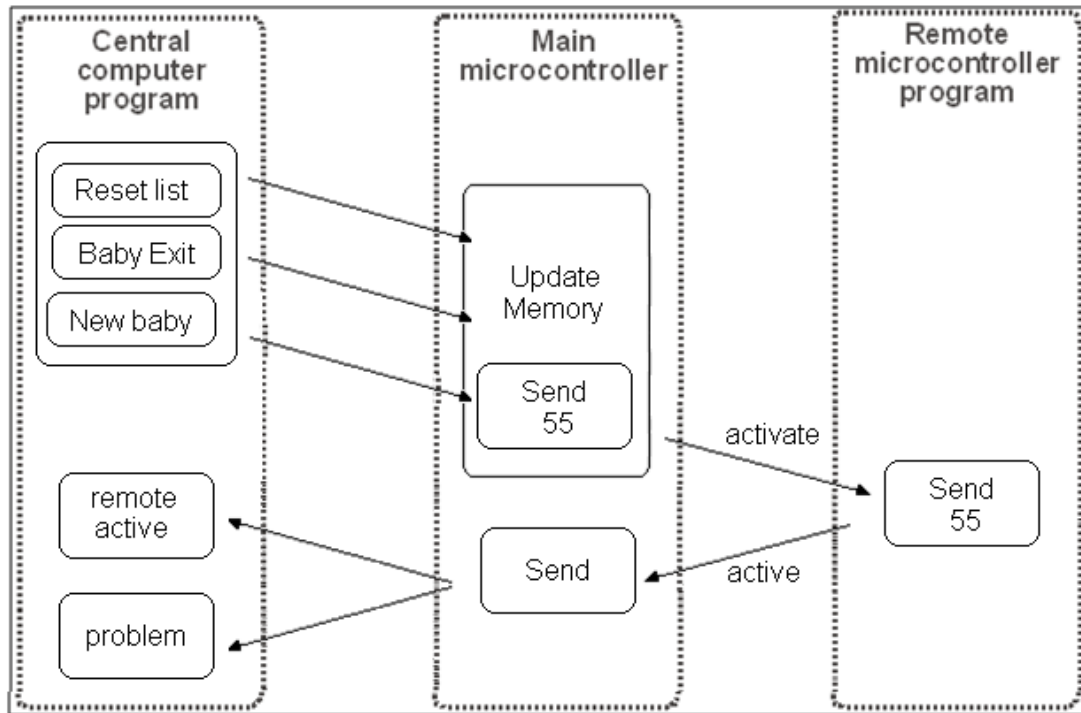 Central
computer
program
Reset list
Baby Exit
New baby
remote
active
problem
Main
microcontroller
Update
Memory
Send
55
Send
activate
active
Remote
microcontroller
program
Send
55